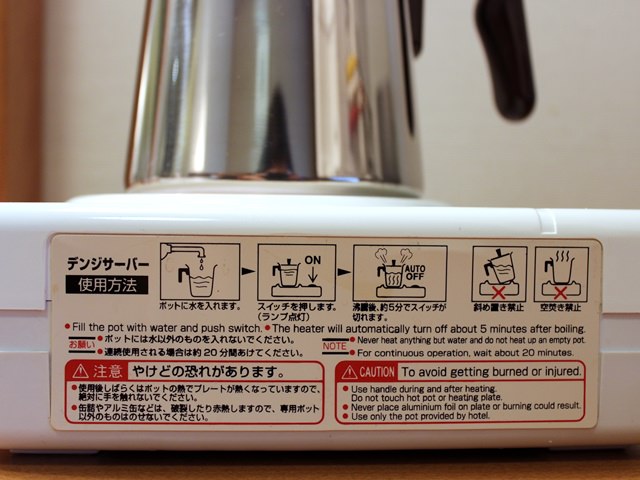 デンジサーバー
使用方法
ポットに水を入れます。
ON
スイッチを押します。
(ランプ点灯)
AUTO
OFF
沸騰後、約5分でスイッチが
切れます。
斜め置き禁止
空焚き禁止
● Fill the pot with water and push switch. ● The heater will automatically turn off about 5 minutes after boiling.
お願い
● ポットには水以外のものを入れないでください。
● 連続使用される場合は約20分間あけてください。
NOTE
● Never heat anything but water and do not heat up an empty pot.
● For continuous operation, wait about 20 minutes.
注意 やけどの恐れがあります。
● 使用後しばらくはポットの熱でプレートが熱くなっていますので、
絶対に手を触れないでください。
● 缶詰やアルミ缶などは、破裂したり赤熱しますので、専用ポット
以外のものはのせないでください。
CAUTION To avoid getting burned or injured.
● Use handle during and after heating.
Do not touch hot pot or heating plate.
● Never place aluminium foil on plate or burning could result.
● Use only the pot provided by hotel.